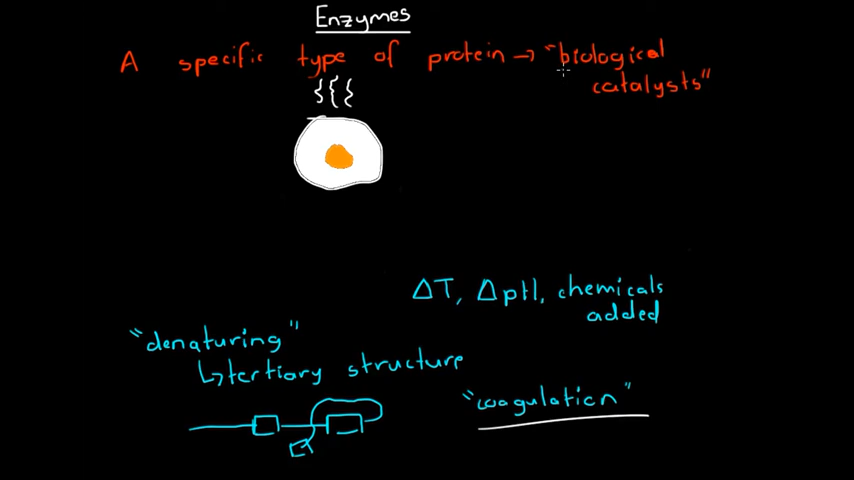 Enzymes
A specific type of protein → "biological
catalysts"
ΔT, ΔpH, chemicals
added
"denaturing"
↳tertiary structure
"coagulation"